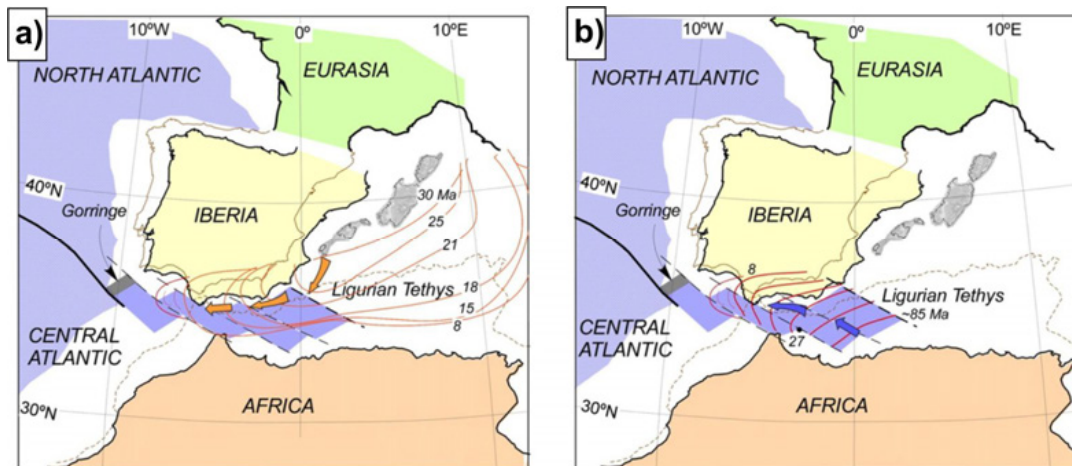 a)
10ºW
0º
10ºE
NORTH ATLANTIC
EURASIA
40ºN
30 Ma
Gorringe
IBERIA
25
21
18
Ligurian Tethys
15
8
CENTRAL
ATLANTIC
30ºN
AFRICA
b)
10ºW
0º
10ºE
NORTH ATLANTIC
EURASIA
40ºN
Gorringe
IBERIA
8
Ligurian Tethys
~85 Ma
27
CENTRAL
ATLANTIC
30ºN
AFRICA